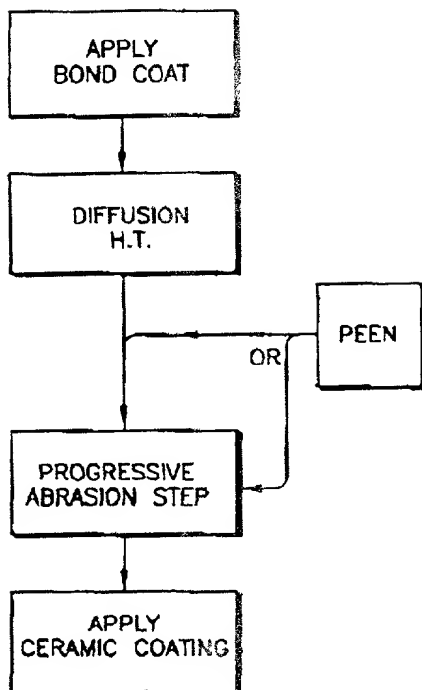 APPLY
BOND COAT
DIFFUSION
H.T.
PEEN
OR
PROGRESSIVE
ABRASION STEP
APPLY
CERAMIC COATING